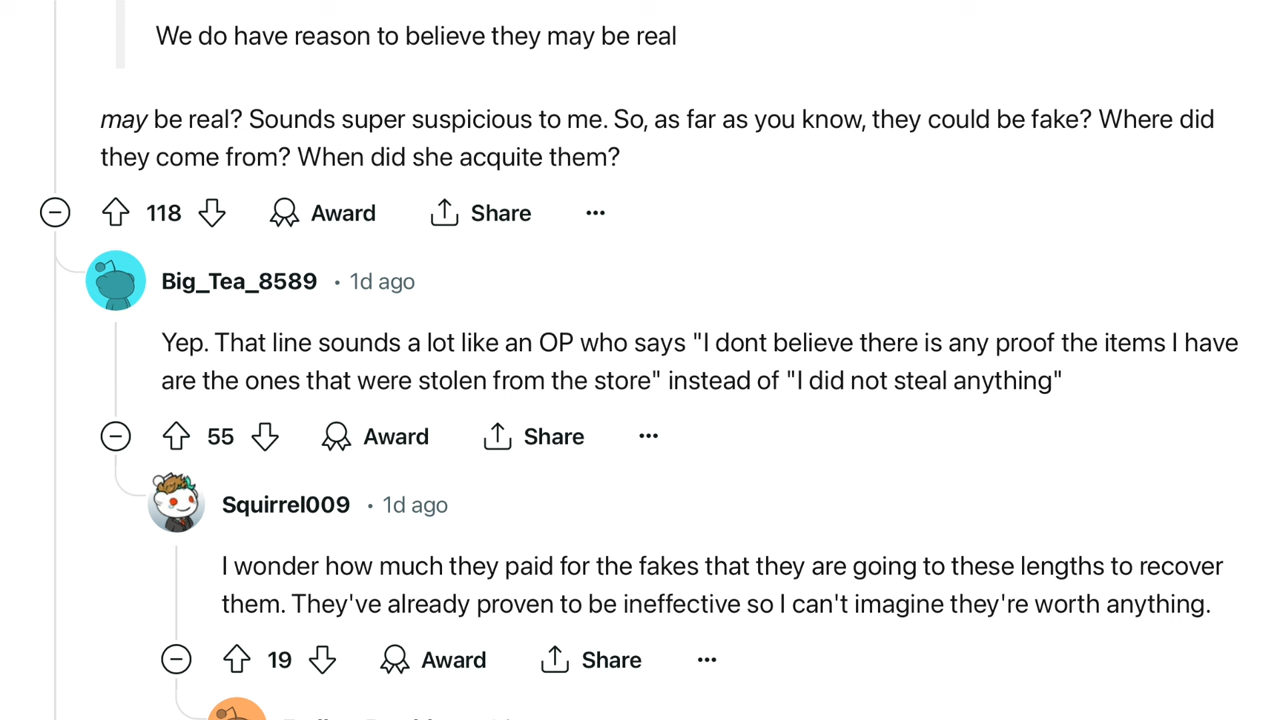 We do have reason to believe they may be real
may be real? Sounds super suspicious to me. So, as far as you know, they could be fake? Where did
they come from? When did she acquite them?
118 Award Share
Big_Tea_8589 • 1d ago
Yep. That line sounds a lot like an OP who says "I dont believe there is any proof the items I have
are the ones that were stolen from the store" instead of "I did not steal anything"
55 Award Share
Squirrel009 • 1d ago
I wonder how much they paid for the fakes that they are going to these lengths to recover
them. They've already proven to be ineffective so I can't imagine they're worth anything.
19 Award Share